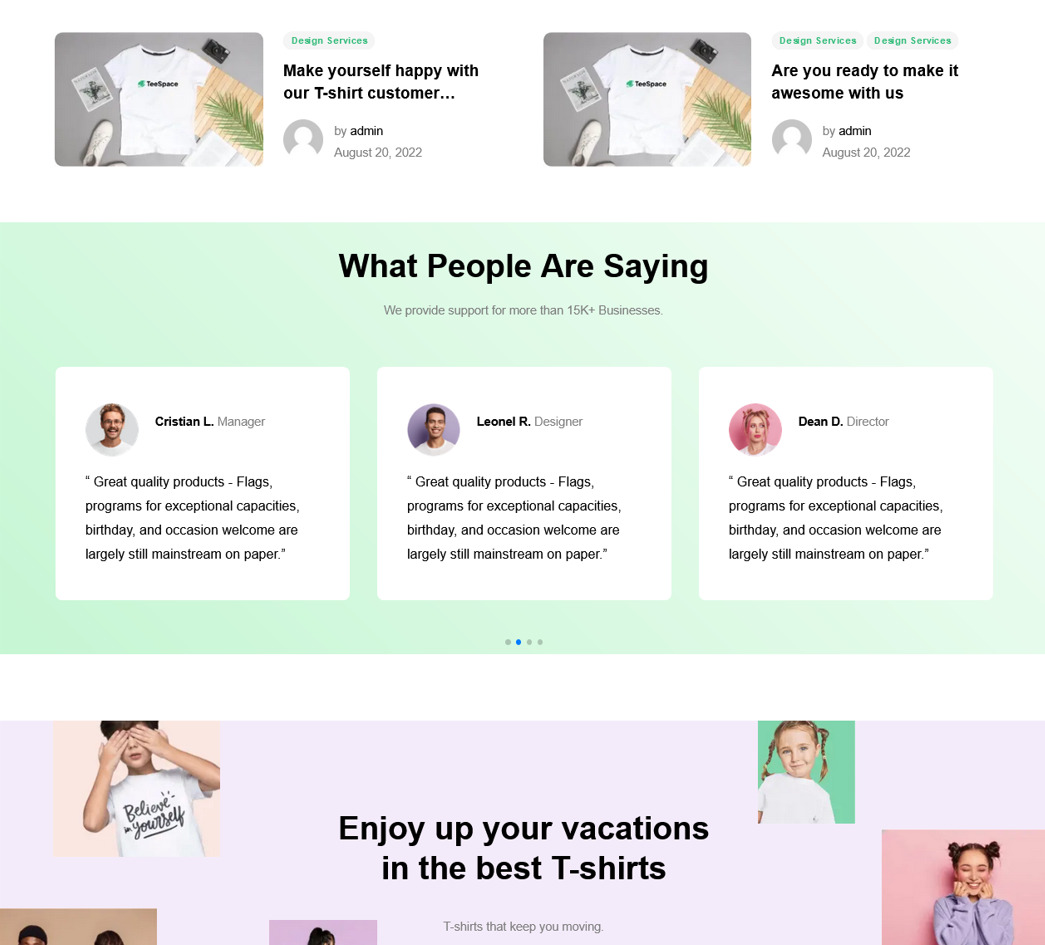 Design Services
Make yourself happy with
our T-shirt customer...
by admin
August 20, 2022
TeeSpace
Design Services Design Services
Are you ready to make it
awesome with us
by admin
August 20, 2022
TeeSpace
What People Are Saying
We provide support for more than 15K+ Businesses.
Cristian L. Manager
“ Great quality products - Flags,
programs for exceptional capacities,
birthday, and occasion welcome are
largely still mainstream on paper.”
Leonel R. Designer
“ Great quality products - Flags,
programs for exceptional capacities,
birthday, and occasion welcome are
largely still mainstream on paper.”
Dean D. Director
“ Great quality products - Flags,
programs for exceptional capacities,
birthday, and occasion welcome are
largely still mainstream on paper.”
Believe
in yourself
Enjoy up your vacations
in the best T-shirts
T-shirts that keep you moving.